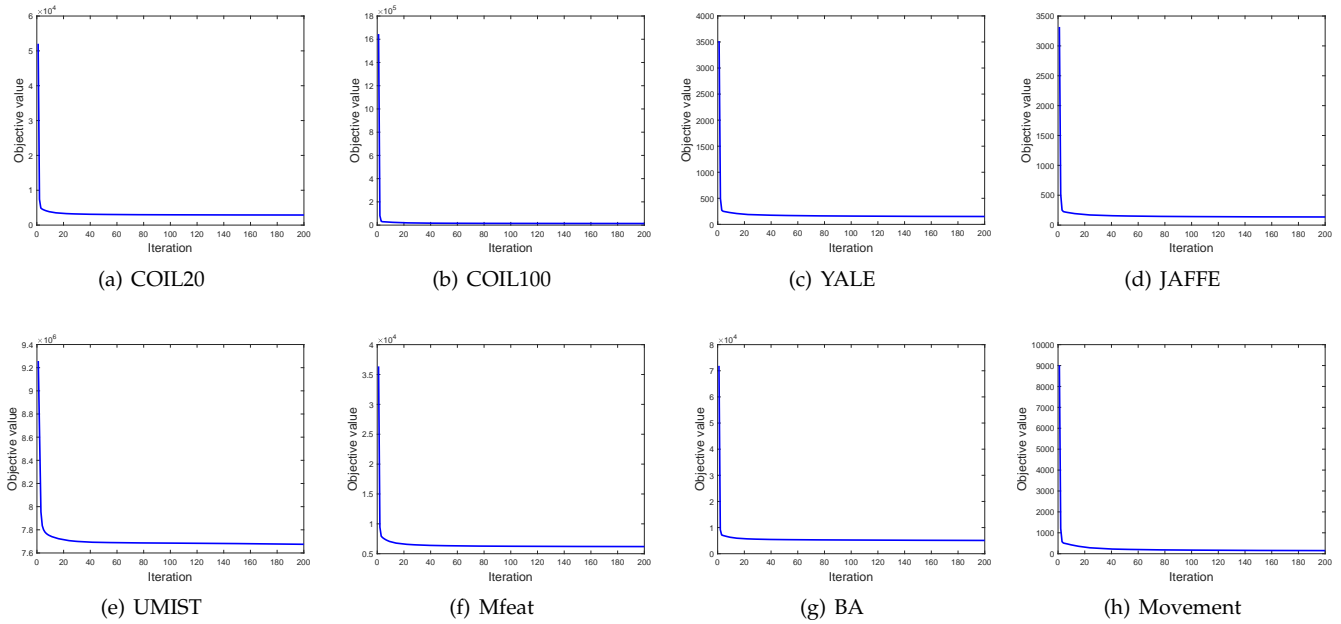 ×10⁴ ×10⁵
6 5 4 3 2 1 0
Objective value
0 20 40 60 80 100 120 140 160 180 200
Iteration
(a) COIL20
18 16 14 12 10 8 6 4 2 0
Objective value
0 20 40 60 80 100 120 140 160 180 200
Iteration
(b) COIL100
4000 3500 3000 2500 2000 1500 1000 500 0
Objective value
0 20 40 60 80 100 120 140 160 180 200
Iteration
(c) YALE
3500 3000 2500 2000 1500 1000 500 0
Objective value
0 20 40 60 80 100 120 140 160 180 200
Iteration
(d) JAFFE
×10⁶
9.4 9.2 9 8.8 8.6 8.4 8.2 8 7.8 7.6
Objective value
0 20 40 60 80 100 120 140 160 180 200
Iteration
(e) UMIST
×10⁴
4 3.5 3 2.5 2 1.5 1 0.5
Objective value
0 20 40 60 80 100 120 140 160 180 200
Iteration
(f) Mfeat
×10⁴
8 7 6 5 4 3 2 1 0
Objective value
0 20 40 60 80 100 120 140 160 180 200
Iteration
(g) BA
10000 9000 8000 7000 6000 5000 4000 3000 2000 1000 0
Objective value
0 20 40 60 80 100 120 140 160 180 200
Iteration
(h) Movement